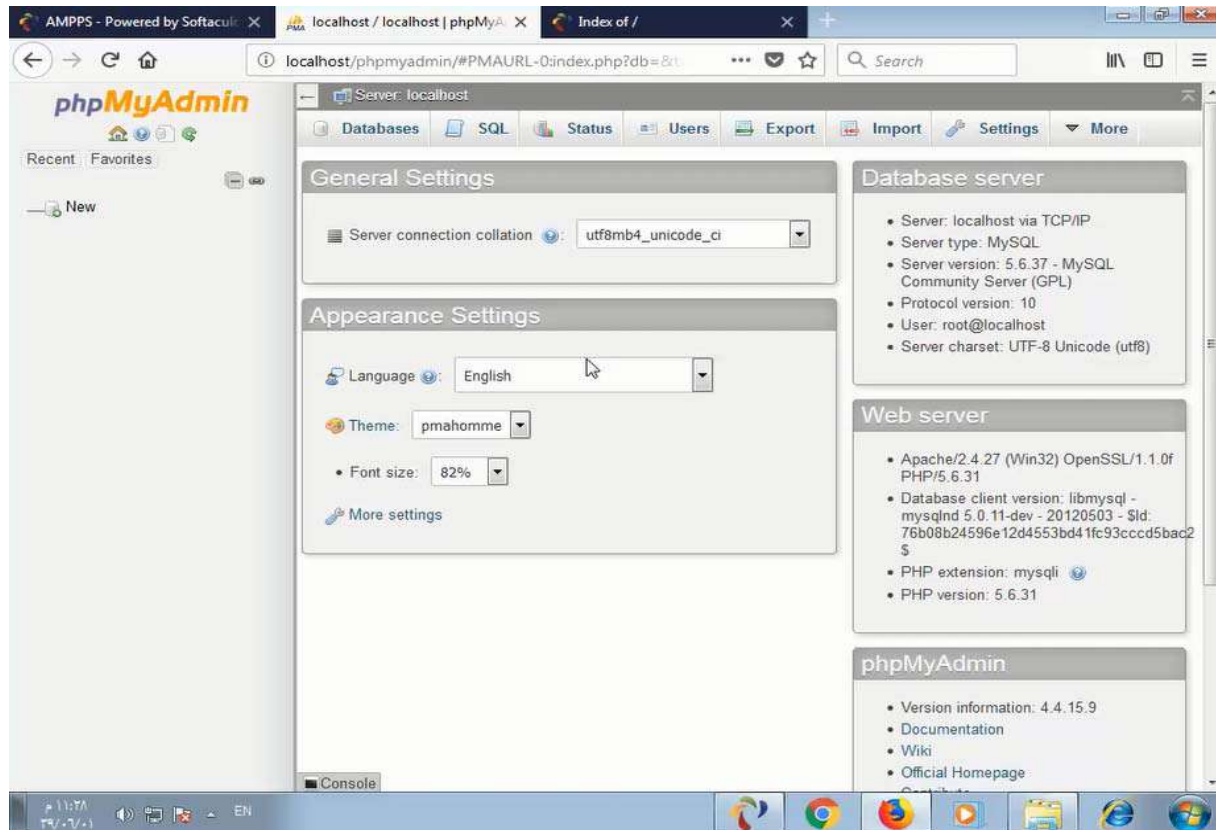 AMPPS - Powered by Softacul
localhost / localhost | phpMyA
Index of /
localhost/phpmyadmin/#PMAURL-0:index.php?db=&t
Search
phpMyAdmin
Recent Favorites
New
Server: localhost
Databases SQL Status Users Export Import Settings More
General Settings
Server connection collation : utf8mb4_unicode_ci
Appearance Settings
Language : English
Theme: pmahomme
• Font size: 82%
More settings
Database server
• Server: localhost via TCP/IP
• Server type: MySQL
• Server version: 5.6.37 - MySQL
Community Server (GPL)
• Protocol version: 10
• User: root@localhost
• Server charset: UTF-8 Unicode (utf8)
Web server
• Apache/2.4.27 (Win32) OpenSSL/1.1.0f
PHP/5.6.31
• Database client version: libmysql -
mysqlnd 5.0.11-dev - 20120503 - $Id:
76b08b24596e12d4553bd41fc93cccd5bac2
$
• PHP extension: mysqli
• PHP version: 5.6.31
phpMyAdmin
• Version information: 4.4.15.9
• Documentation
• Wiki
• Official Homepage
Console
١١:٢٨ م
٣٩/٠٦/٠١
EN